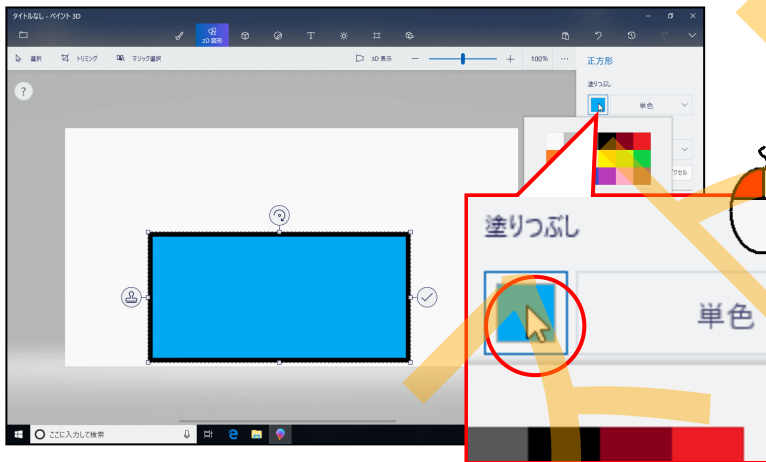 タイトルなし - ペイント 3D
2D 図形
T
選択 トリミング マジック選択 3D 表示 100% ...
?
正方形
塗りつぶし
単色
クセル
塗りつぶし
単色
ここに入力して検索